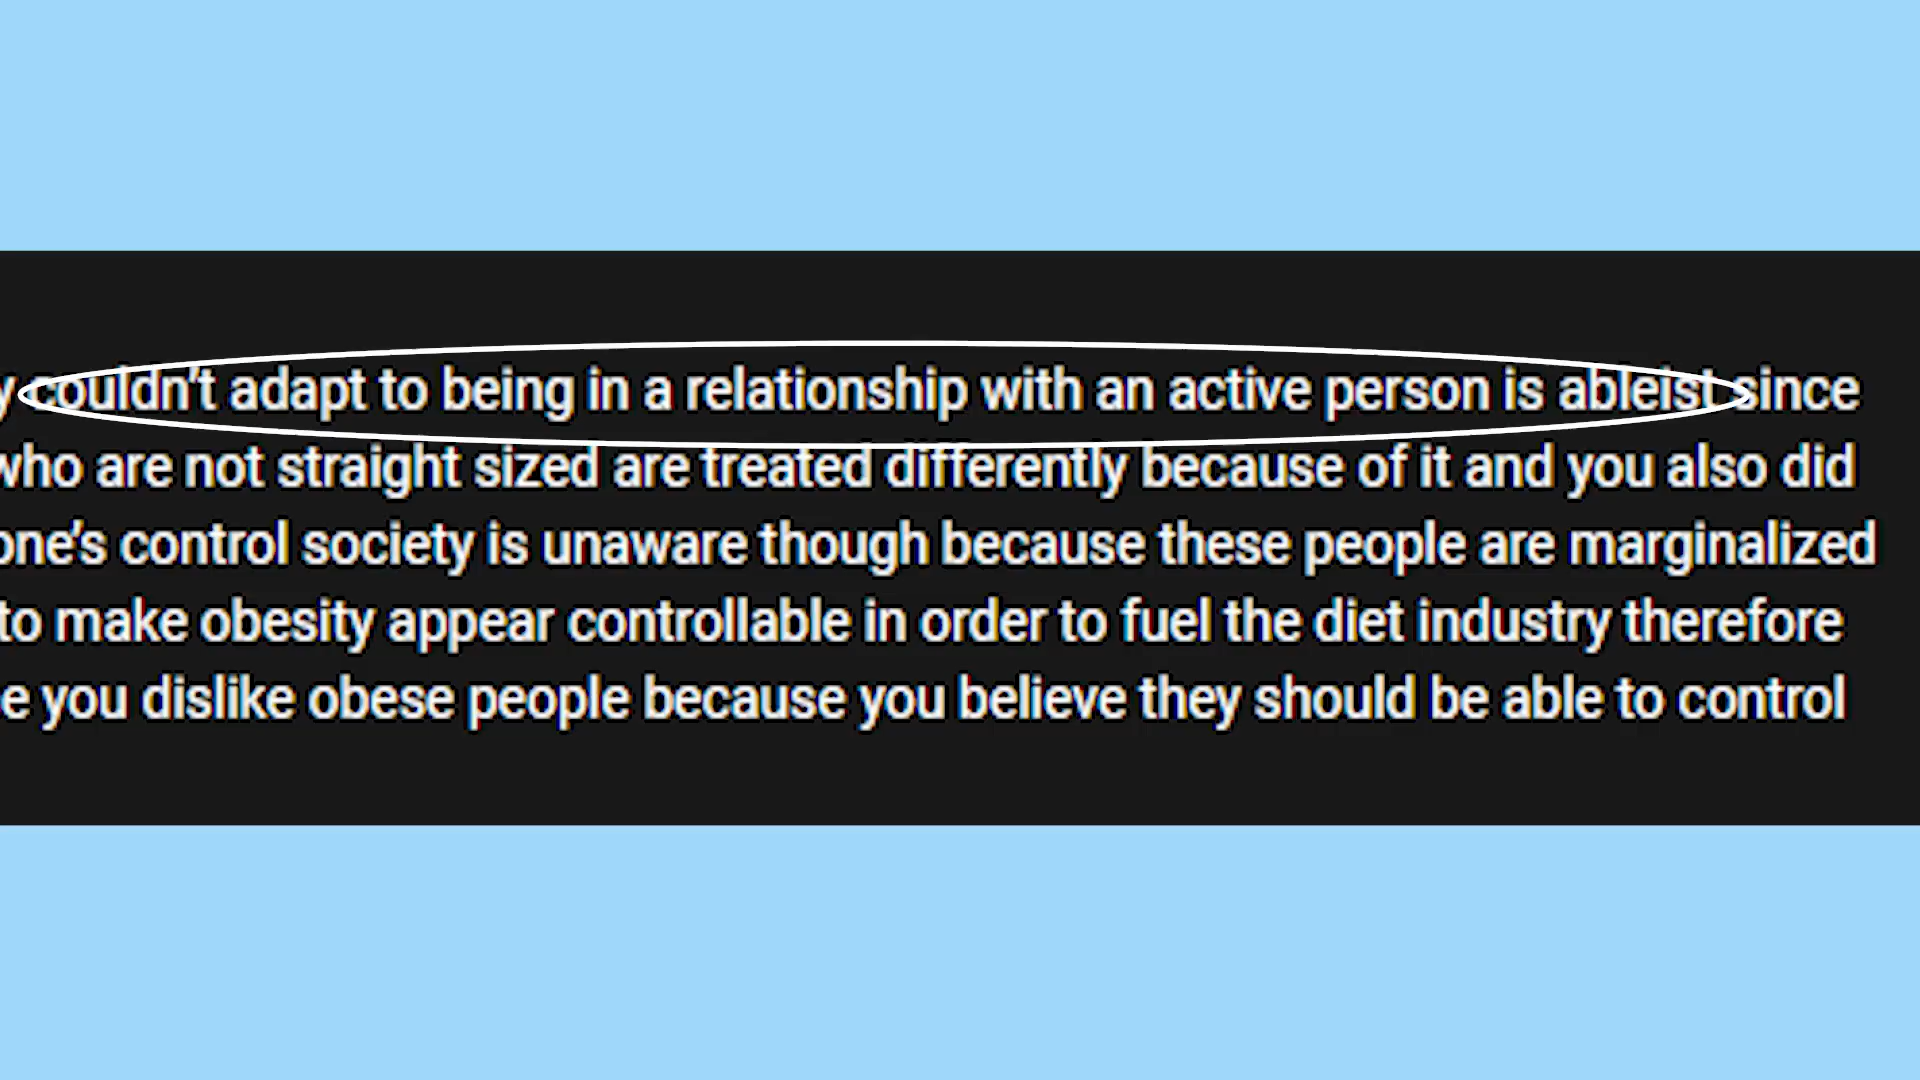 y couldn't adapt to being in a relationship with an active person is ableist since
who are not straight sized are treated differently because of it and you also did
one's control society is unaware though because these people are marginalized
to make obesity appear controllable in order to fuel the diet industry therefore
e you dislike obese people because you believe they should be able to control